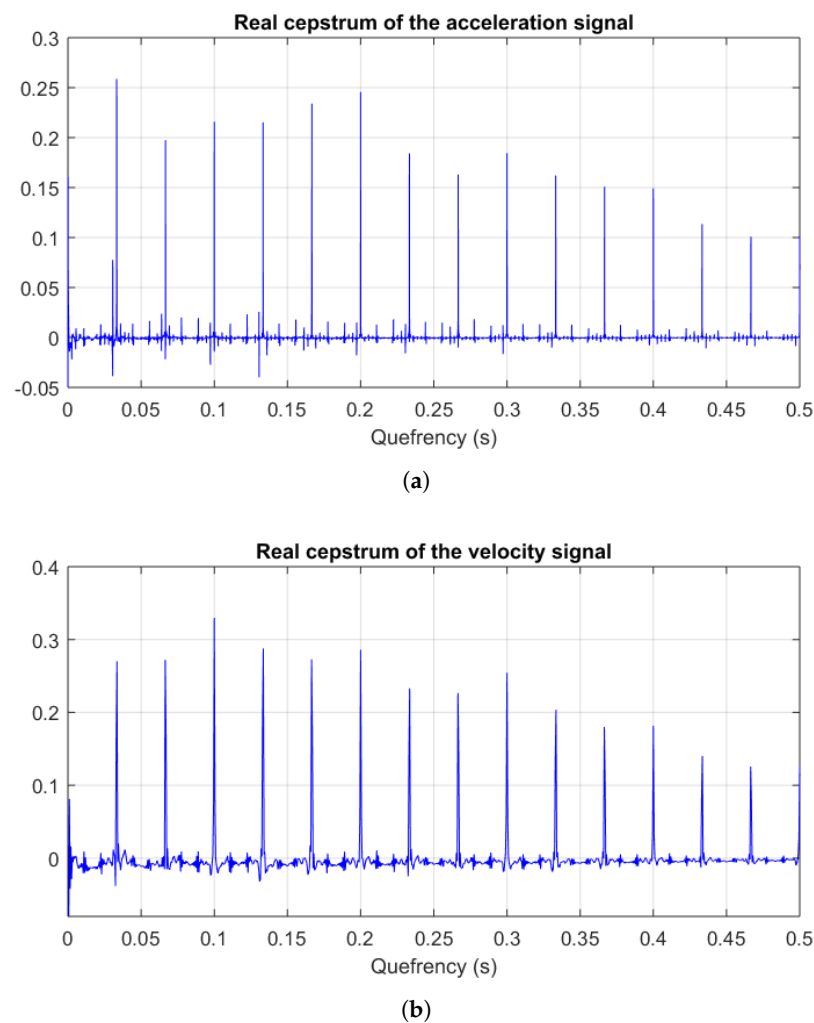 Real cepstrum of the acceleration signal
0.3
0.25
0.2
0.15
0.1
0.05
0
-0.05
0 0.05 0.1 0.15 0.2 0.25 0.3 0.35 0.4 0.45 0.5
Quefrency (s)
(a)
Real cepstrum of the velocity signal
0.4
0.3
0.2
0.1
0
0 0.05 0.1 0.15 0.2 0.25 0.3 0.35 0.4 0.45 0.5
Quefrency (s)
(b)